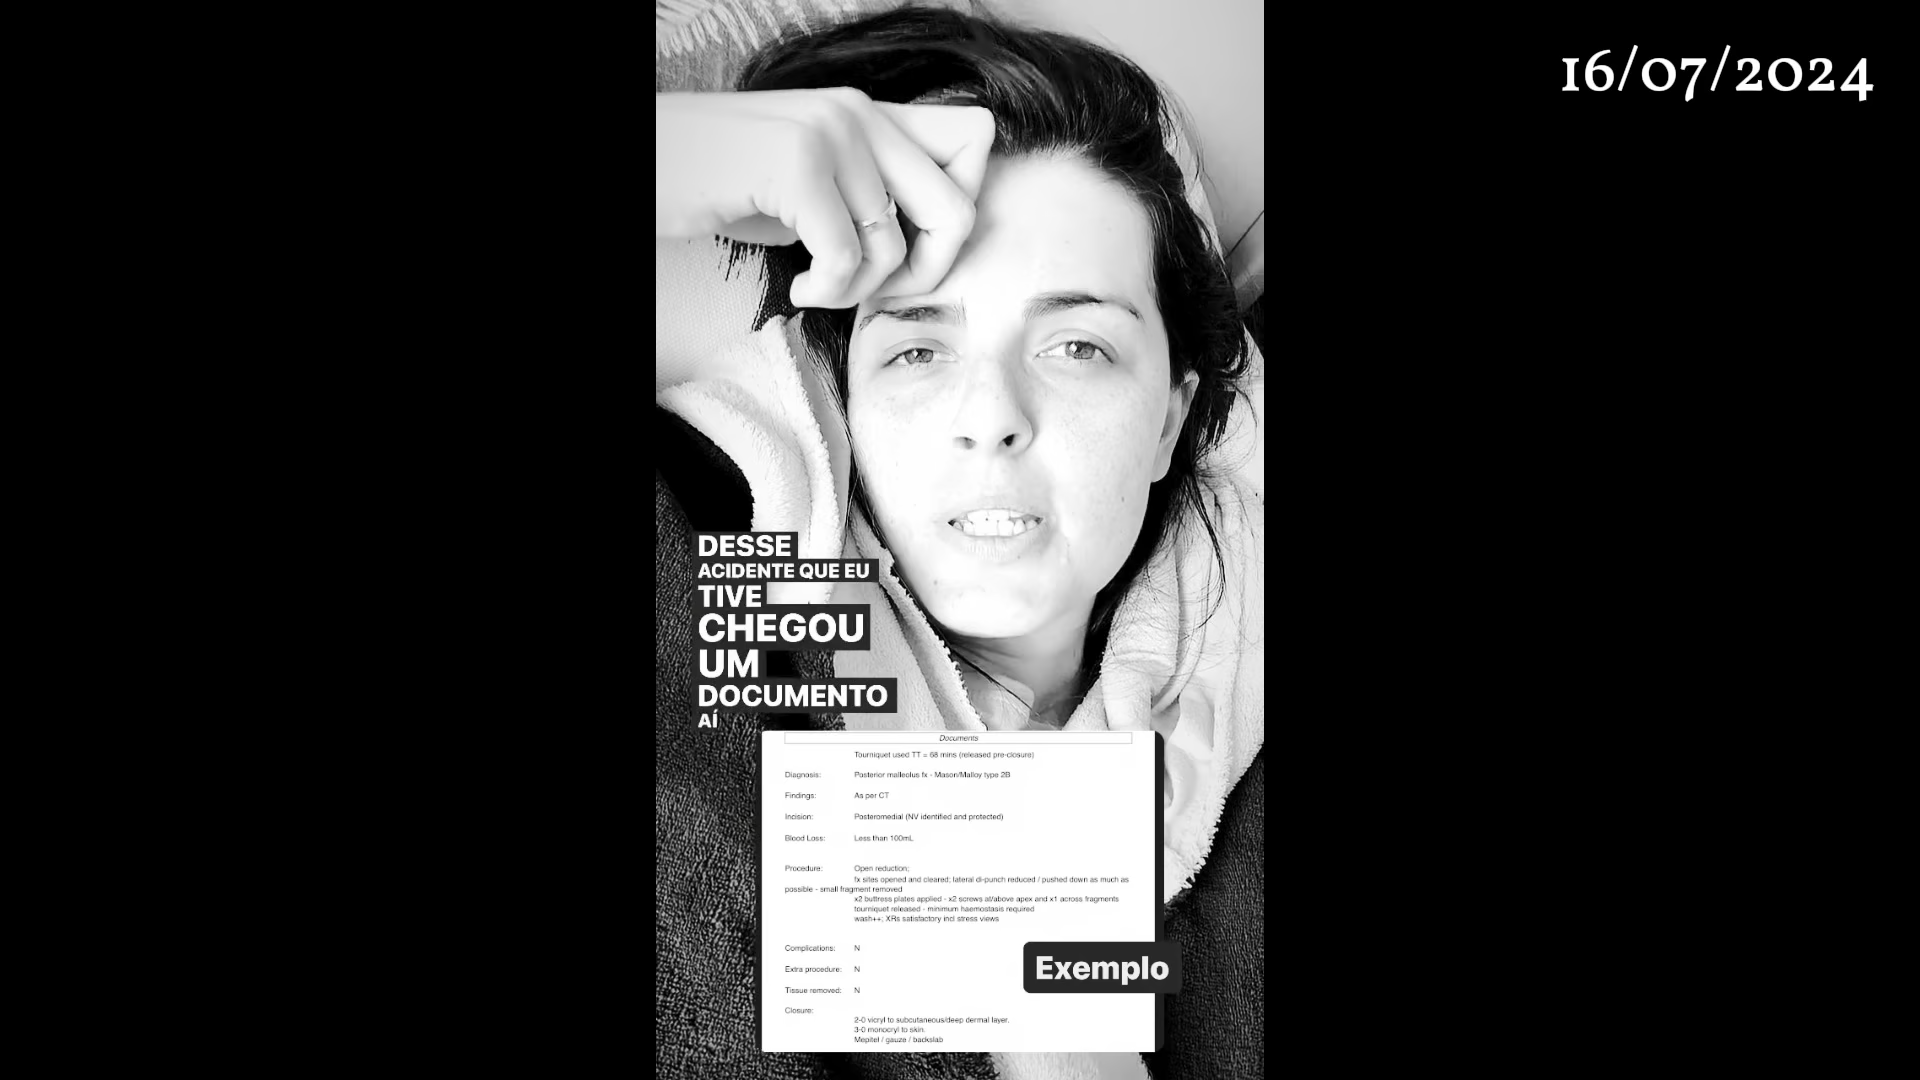 16/07/2024
DESSE
ACIDENTE QUE EU
TIVE
CHEGOU
UM
DOCUMENTO
AÍ
Documents
Tourniquet used TT = 68 mins (released pre-closure)
Diagnosis: Posterior malleolus fx - Mason/Malloy type 2B
Findings: As per CT
Incision: Posteromedial (NV identified and protected)
Blood Loss: Less than 100mL
Procedure: Open reduction;
fx sites opened and cleared; lateral di-punch reduced / pushed down as much as
possible - small fragment removed
x2 buttress plates applied - x2 screws at/above apex and x1 across fragments
tourniquet released - minimum haemostasis required
wash++; XRs satisfactory incl stress views
Complications: N
Extra procedure: N
Tissue removed: N
Closure:
2-0 vicryl to subcutaneous/deep dermal layer.
3-0 monocryl to skin.
Mepitel / gauze / backslab
Exemplo